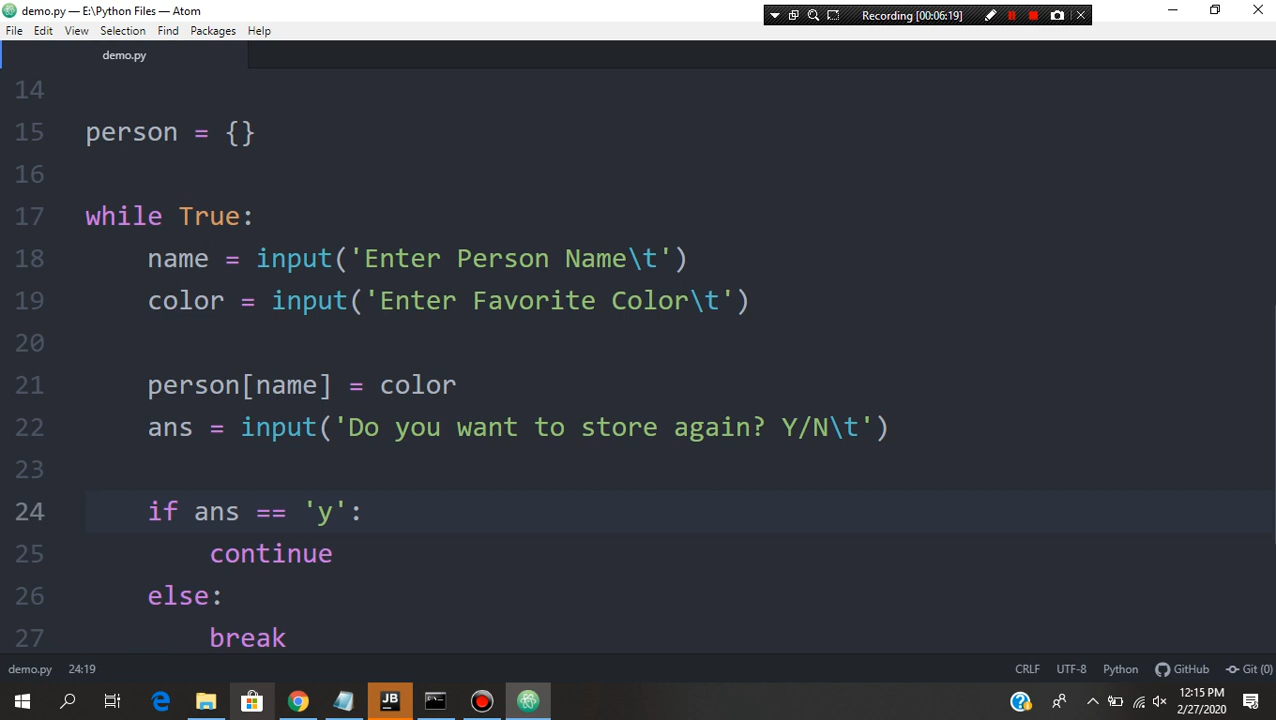 demo.py — E:\Python Files — Atom
Recording [00:06:19]
File Edit View Selection Find Packages Help
demo.py
14
15 person = {}
16
17 while True:
18 name = input('Enter Person Name\t')
19 color = input('Enter Favorite Color\t')
20
21 person[name] = color
22 ans = input('Do you want to store again? Y/N\t')
23
24 if ans == 'y':
25 continue
26 else:
27 break
demo.py 24:19 CRLF UTF-8 Python GitHub Git (0)
JB
12:15 PM
2/27/2020